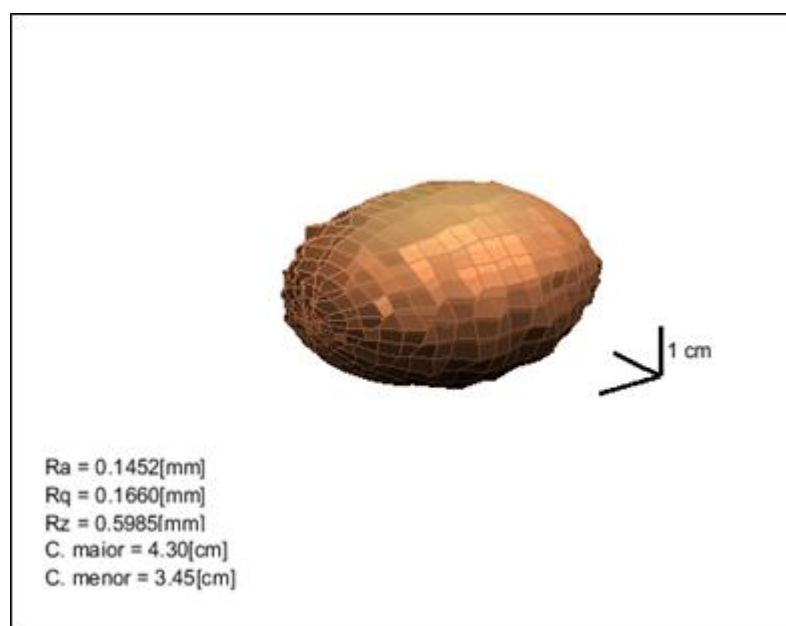 1 cm
Ra = 0.1452[mm]
Rq = 0.1660[mm]
Rz = 0.5985[mm]
C. maior = 4.30[cm]
C. menor = 3.45[cm]